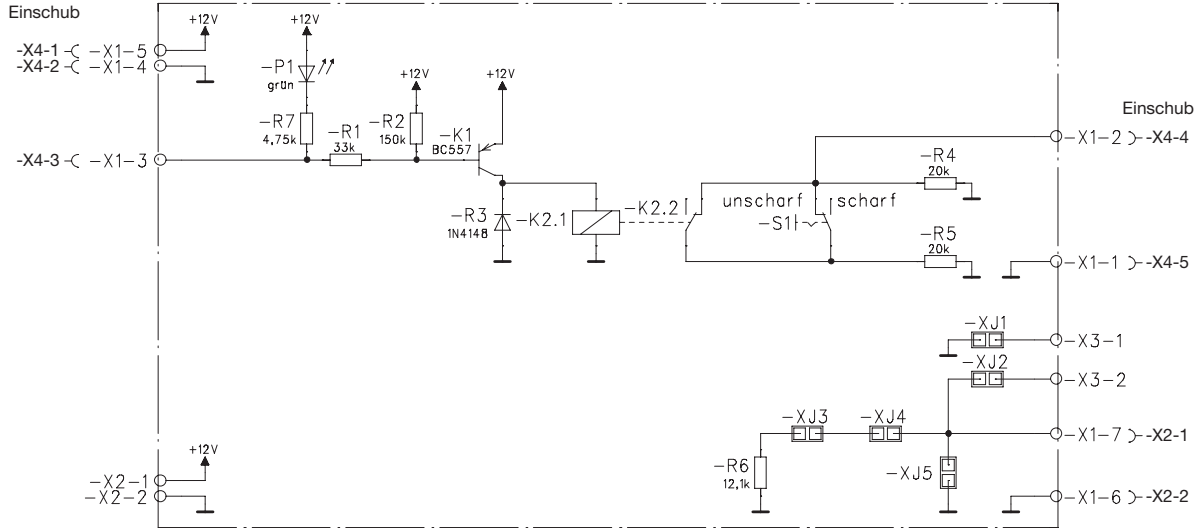 Einschub
-X4-1
-X1-5
+12V
-X4-2
-X1-4
+12V
-P1
grün
-R7
4,75k
-R1
33k
+12V
-R2
150k
+12V
-K1
BC557
-X4-3
-X1-3
-R3
1N4148
-K2.1
-K2.2
unscharf
scharf
-S1
Einschub
-X1-2
-X4-4
-R4
20k
-R5
20k
-X1-1
-X4-5
-XJ1
-X3-1
-XJ2
-X3-2
-XJ3
-XJ4
-X1-7
-X2-1
-R6
12,1k
-XJ5
-X1-6
-X2-2
+12V
-X2-1
-X2-2